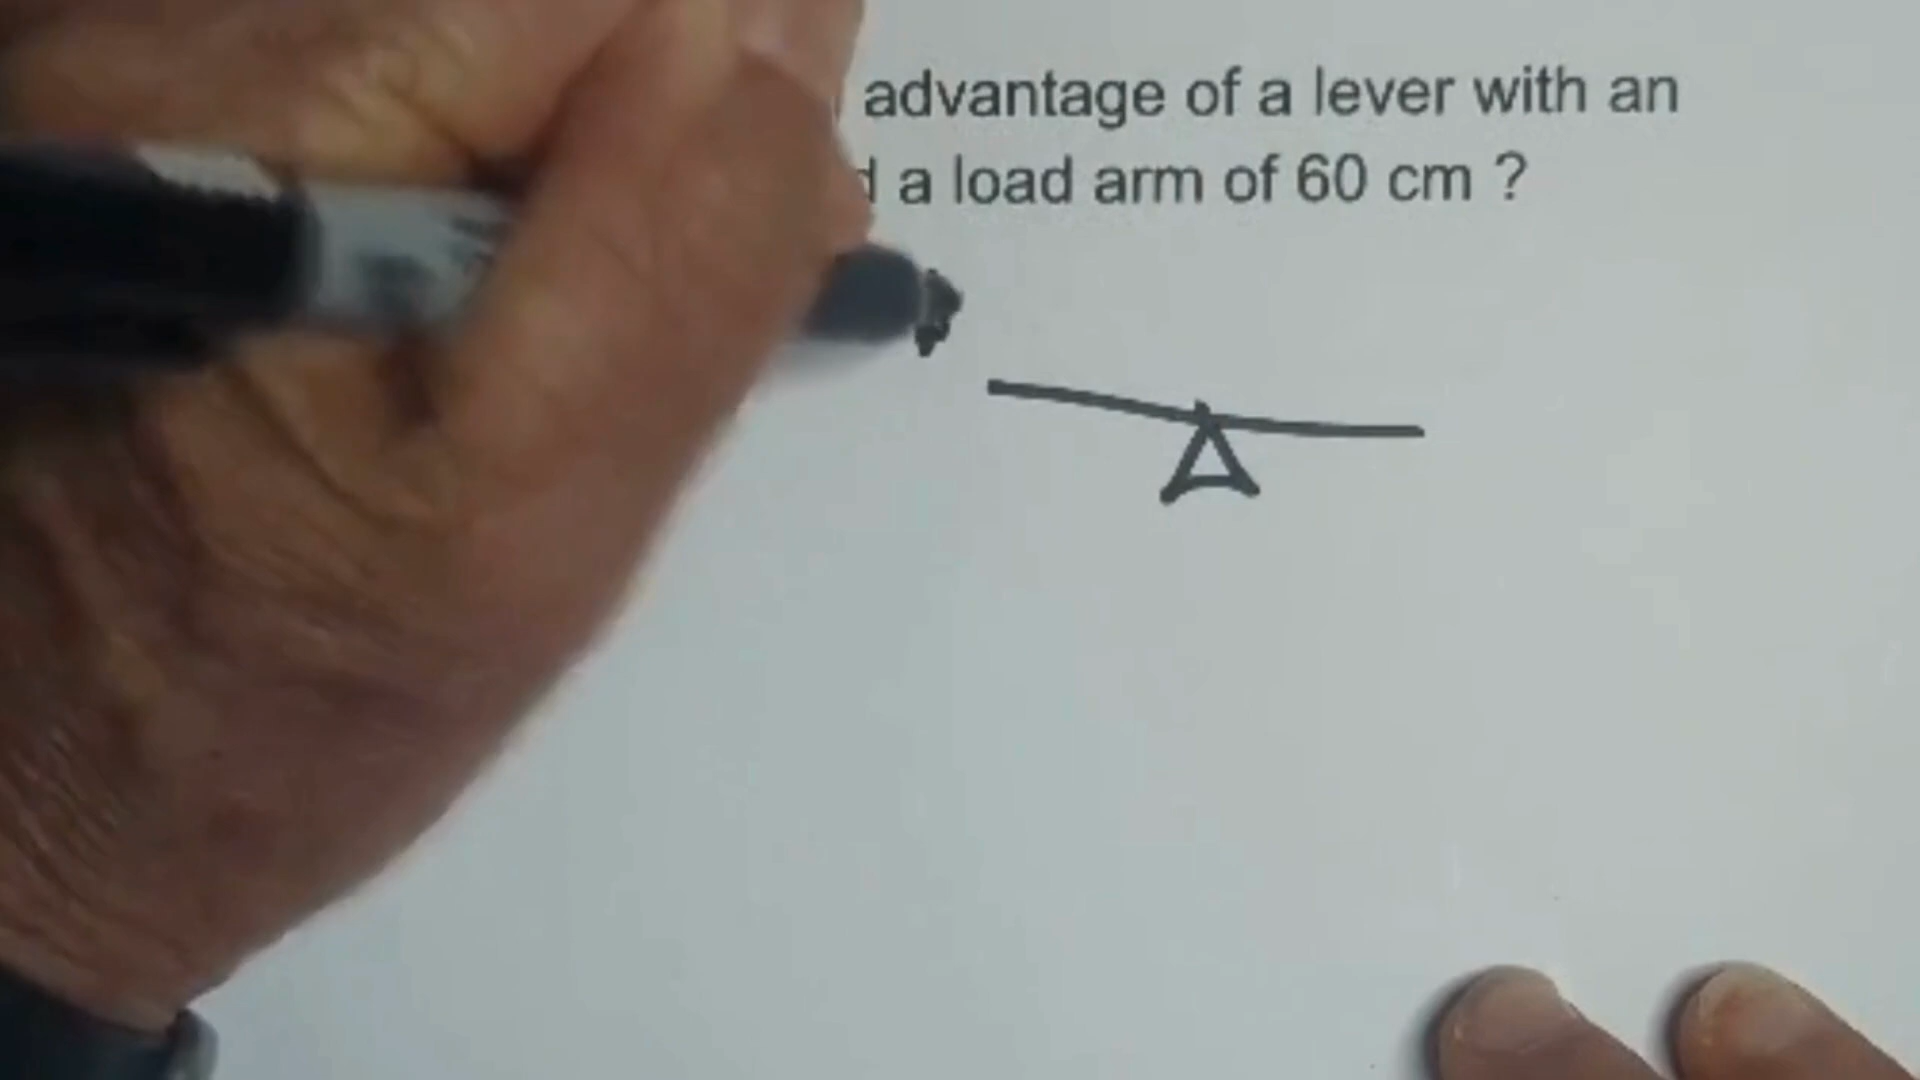 advantage of a lever with an
a load arm of 60 cm ?